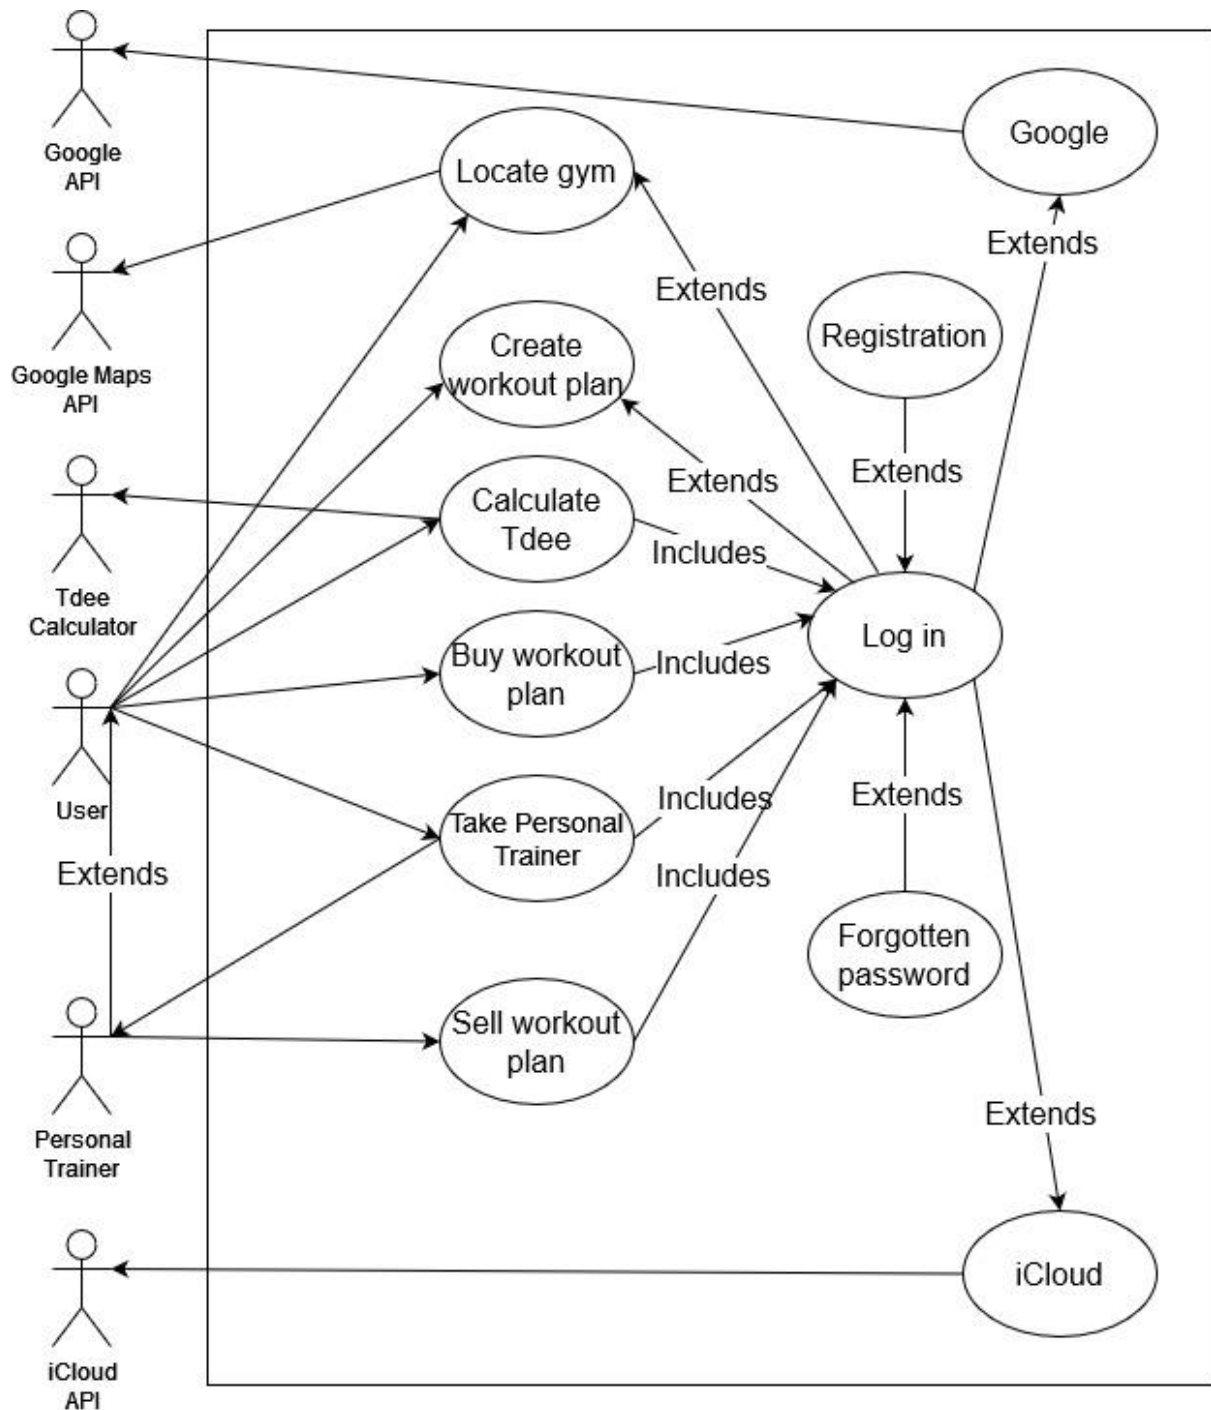 Google
API
Google
Locate gym
Extends
Extends
Registration
Google Maps
API
Create
workout plan
Extends
Extends
Calculate
Tdee
Includes
Tdee
Calculator
Log in
Buy workout
plan
Includes
User
Extends
Take Personal
Trainer
Includes
Extends
Includes
Forgotten
password
Sell workout
plan
Personal
Trainer
Extends
iCloud
iCloud
API